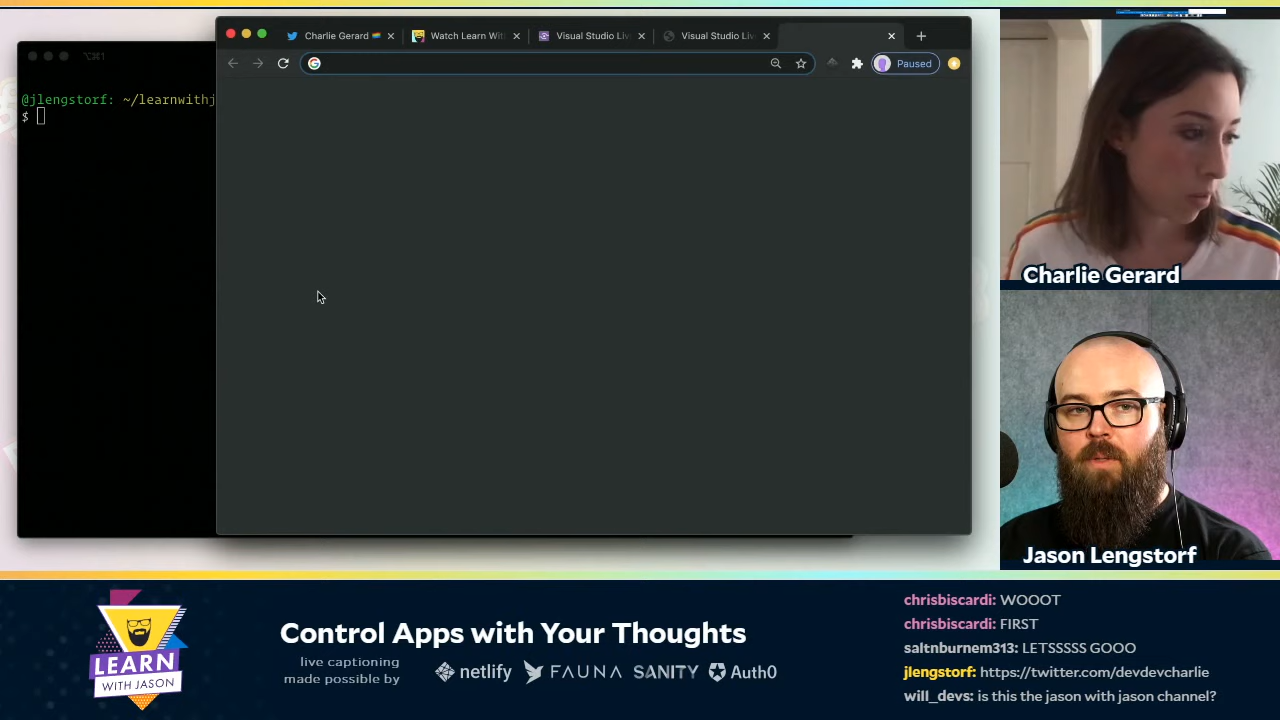 Charlie Gerard
Watch Learn Wit
Visual Studio Liv
Visual Studio Liv
Paused
⌥⌘1
@jlengstorf: ~/learnwithj
$
Charlie Gerard
Jason Lengstorf
LEARN
WITH JASON
Control Apps with Your Thoughts
live captioning
made possible by
netlify
FAUNA
SANITY
Auth0
chrisbiscardi: WOOOT
chrisbiscardi: FIRST
saltnburnem313: LETSSSSS GOOO
jlengstorf: https://twitter.com/devdevcharlie
will_devs: is this the jason with jason channel?